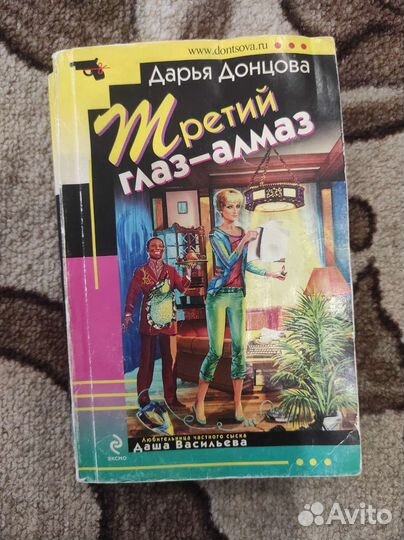 www.dontsova.ru
Дарья Донцова
Третий
глаз-алмаз
Любительница частного сыска
Даша Васильева
ЭКСМО
Avito